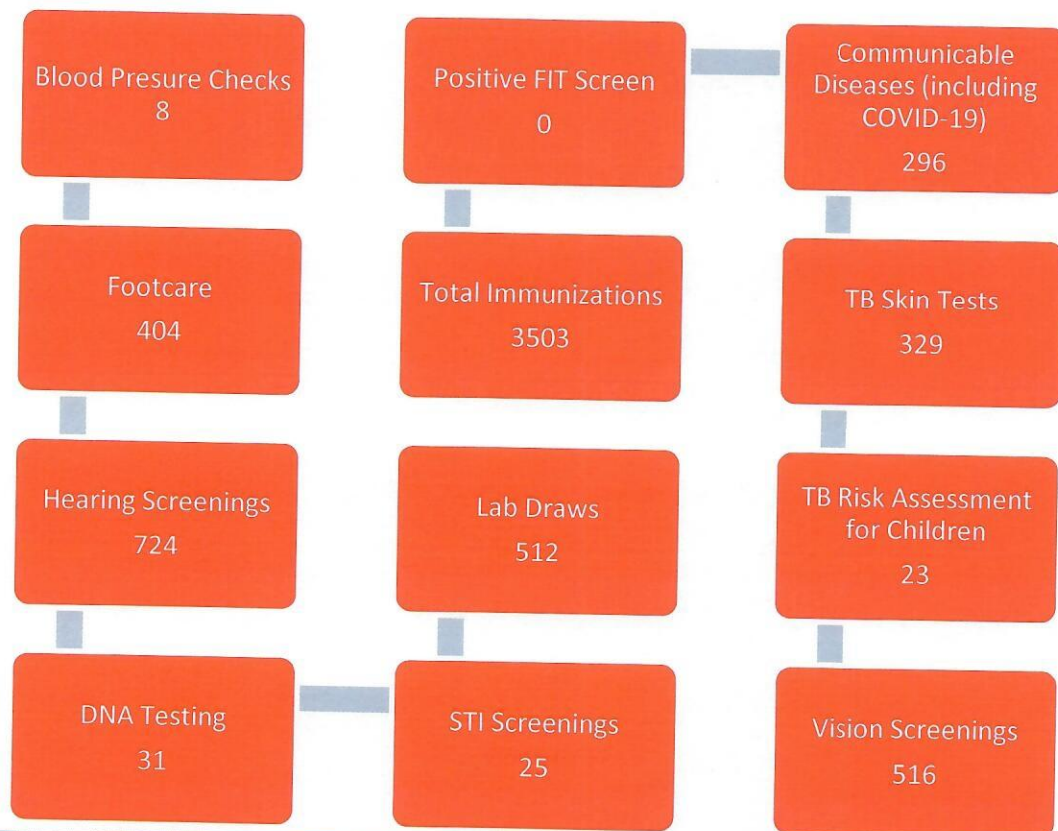 Blood Presure Checks
8
Footcare
404
Hearing Screenings
724
DNA Testing
31
STI Screenings
25
Lab Draws
512
Total Immunizations
3503
Positive FIT Screen
0
Communicable
Diseases (including
COVID-19)
296
TB Skin Tests
329
TB Risk Assessment
for Children
23
Vision Screenings
516